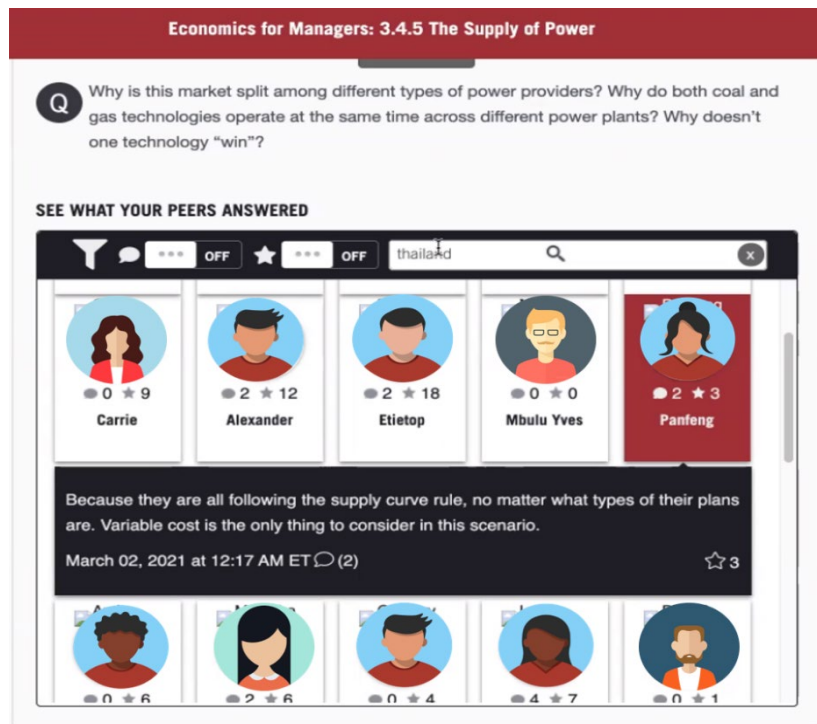 Economics for Managers: 3.4.5 The Supply of Power
Q
Why is this market split among different types of power providers? Why do both coal and
gas technologies operate at the same time across different power plants? Why doesn't
one technology "win"?
SEE WHAT YOUR PEERS ANSWERED
OFF OFF thailand x
0 9 2 12 2 18 0 0 2 3
Carrie Alexander Etietop Mbulu Yves Panfeng
Because they are all following the supply curve rule, no matter what types of their plans
are. Variable cost is the only thing to consider in this scenario.
March 02, 2021 at 12:17 AM ET (2) 3
0 6 2 6 0 4 4 7 0 1